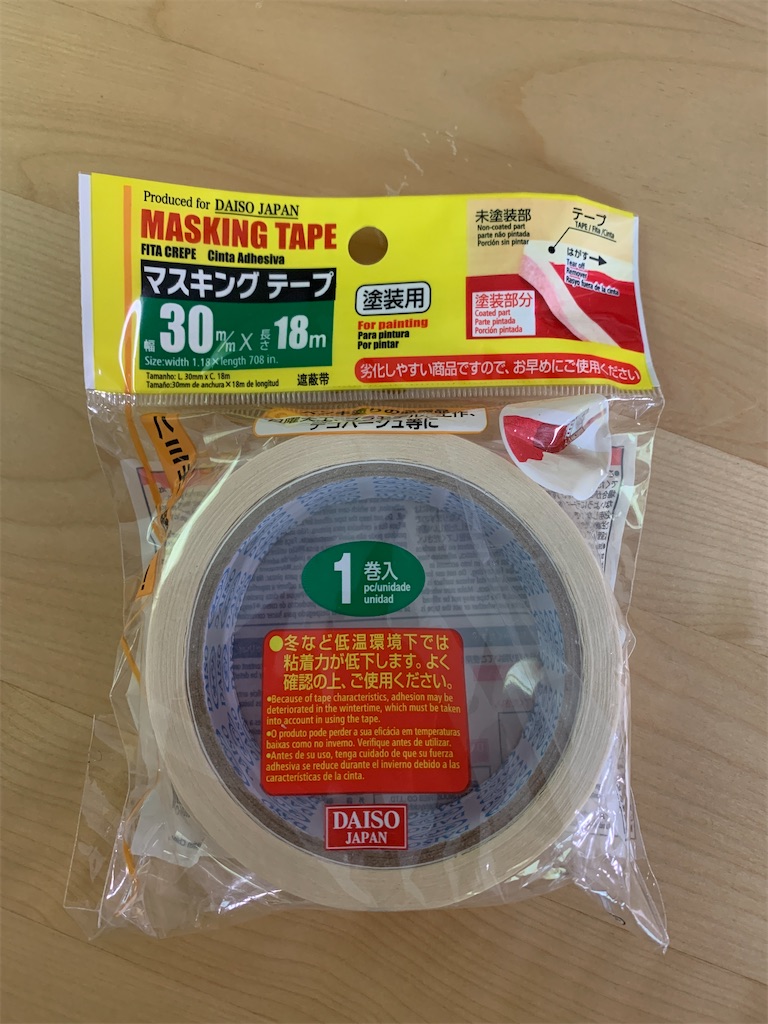 Produced for DAISO JAPAN
MASKING TAPE
FITA CREPE Cinta Adhesiva
マスキング テープ
幅30m/m×長さ18m
Size:width 1.18×length 708 in.
Tamanho: L. 30mm x C. 18m
Tamaño:30mm de anchura×18m de longitud
遮蔽帯
塗装用
For painting
Para pintura
Por pintar
未塗装部
Non-coated part
parte não pintada
Porción sin pintar
テープ
TAPE / Fita /Cinta
はがす→
Tear off
Remover
塗装部分
Coated part
Parte pintada
Porción pintada
劣化しやすい商品ですので、お早めにご使用ください
デコパージュ等に
1巻入
pc/unidade
unidad
●冬など低温環境下では
粘着力が低下します。よく
確認の上、ご使用ください。
●Because of tape characteristics, adhesion may be
deteriorated in the wintertime, which must be taken
into account in using the tape.
●O produto pode perder a sua eficácia em temperaturas
baixas como no inverno. Verifique antes de utilizar.
●Antes de su uso, tenga cuidado de que su fuerza
adhesiva se reduce durante el invierno debido a las
características de la cinta.
DAISO
JAPAN